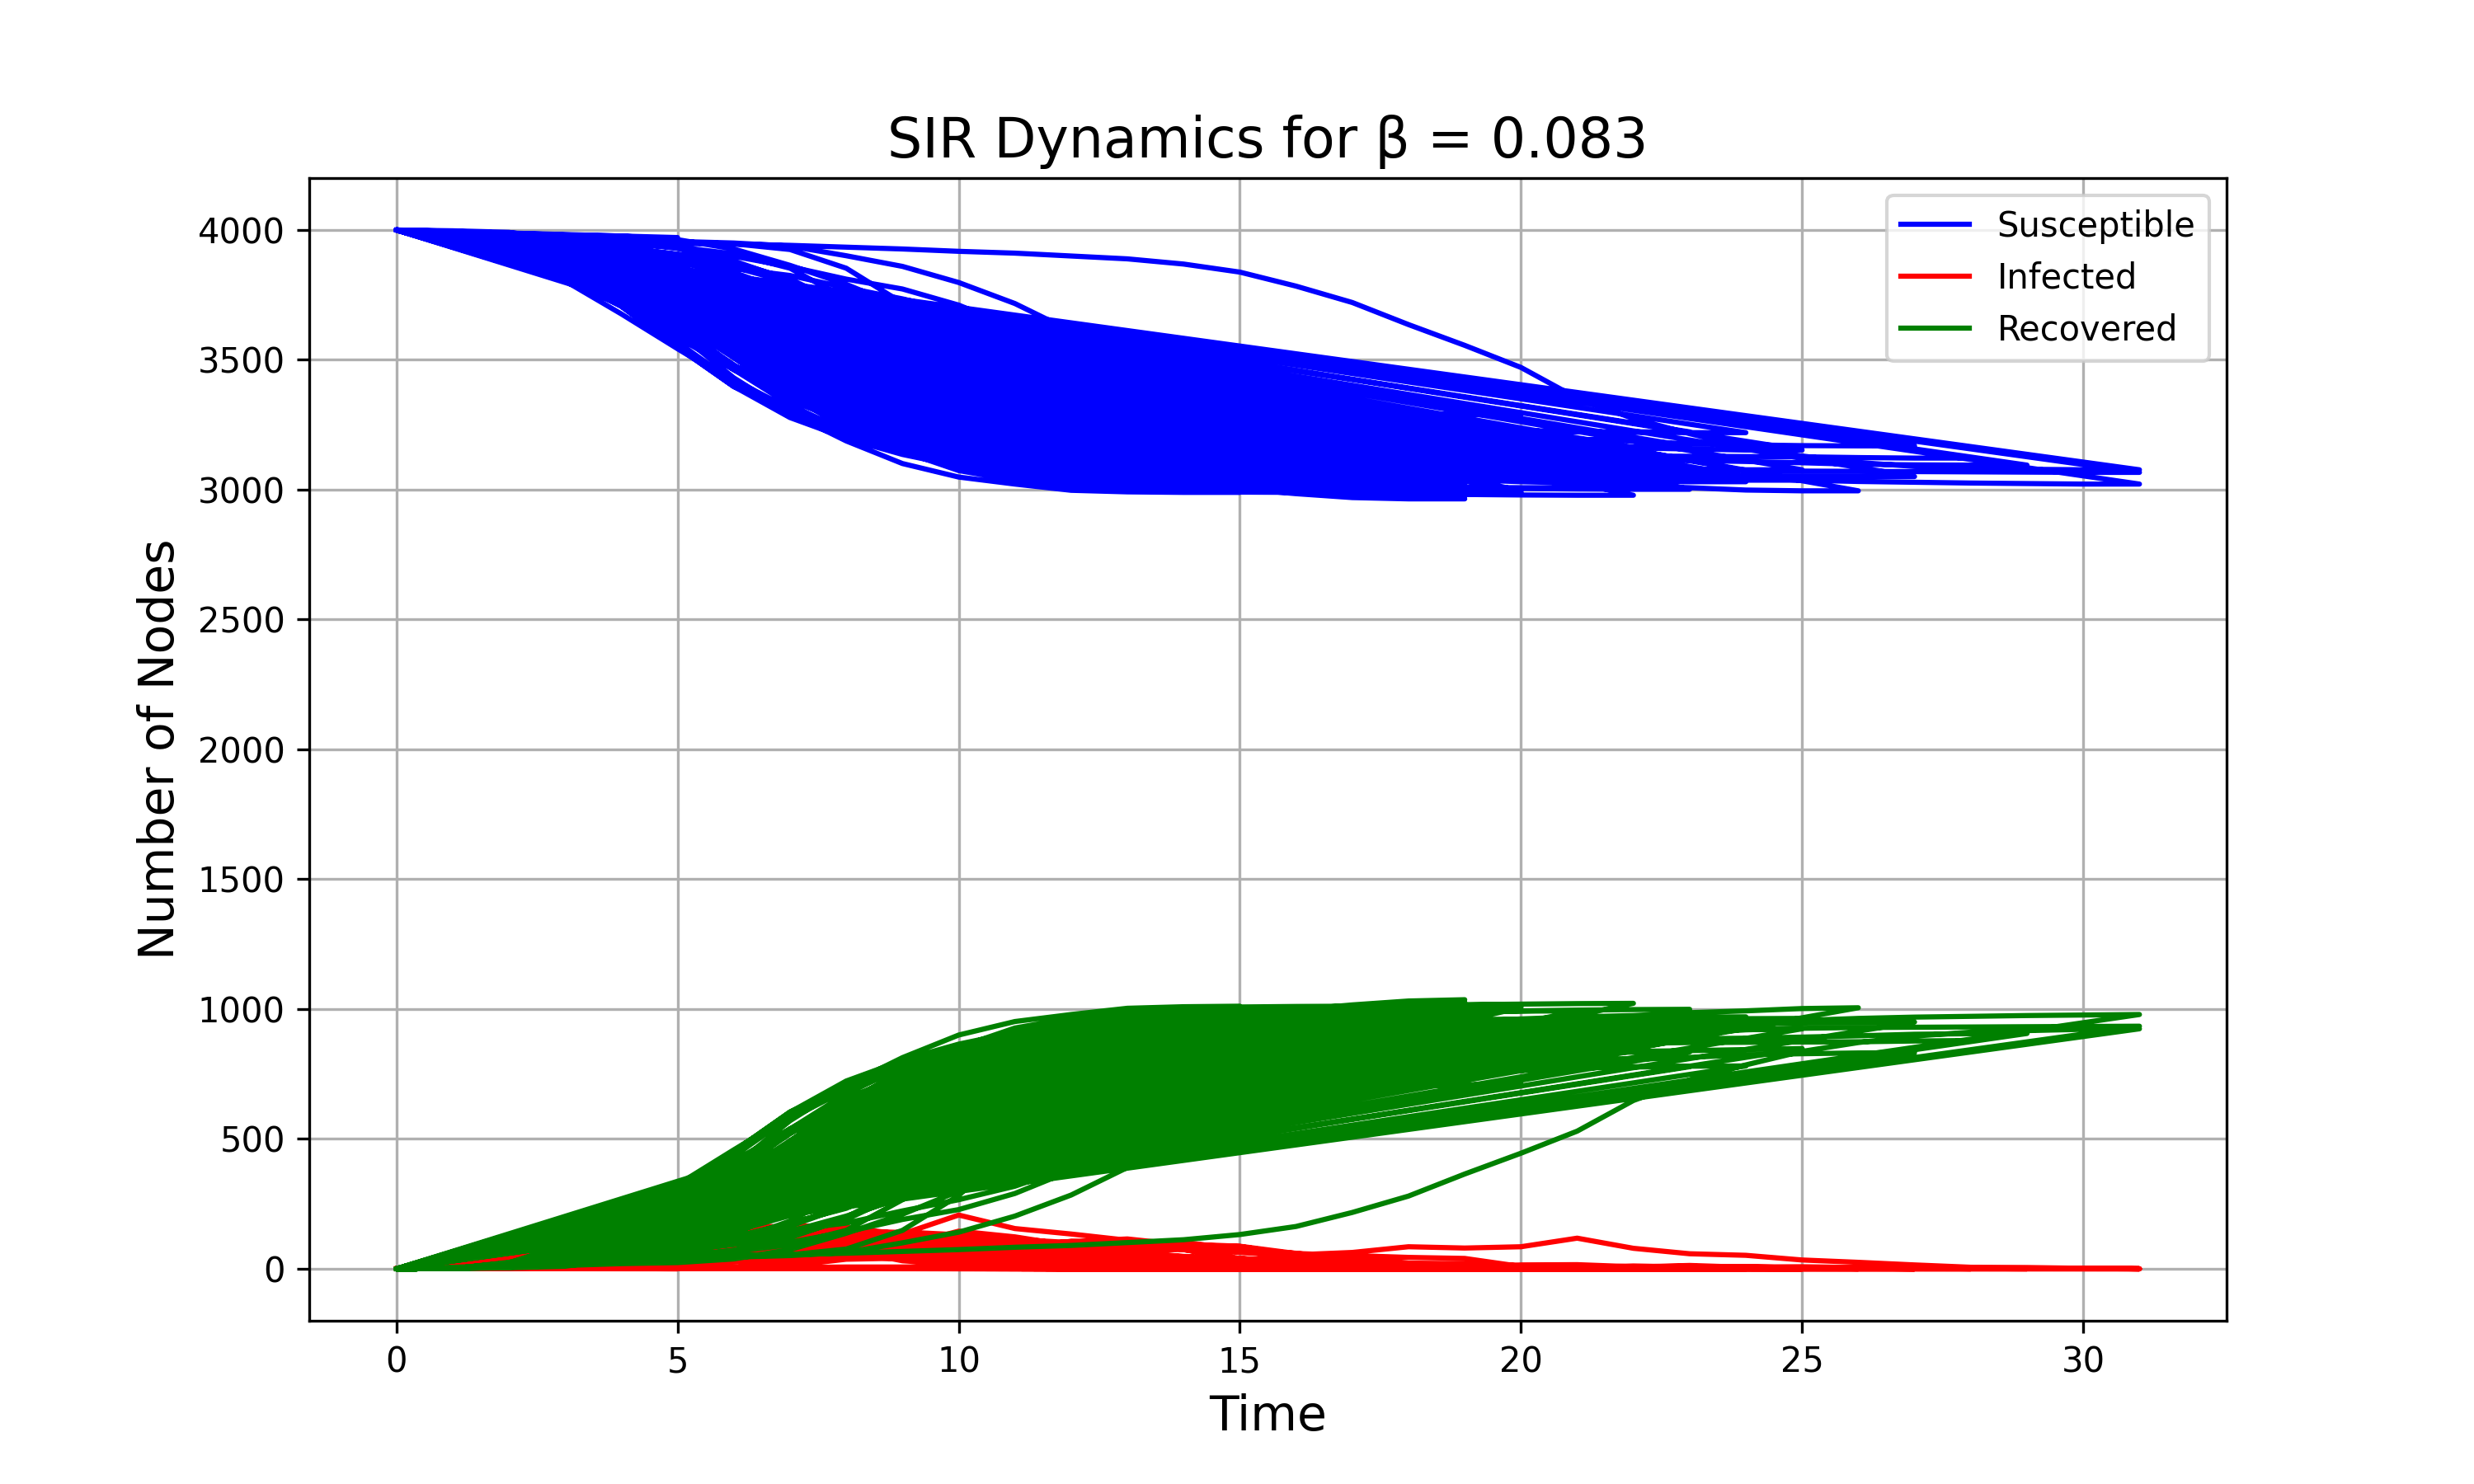 SIR Dynamics for β = 0.083
Susceptible
Infected
Recovered
Number of Nodes
4000
3500
3000
2500
2000
1500
1000
500
0
0 5 10 15 20 25 30
Time